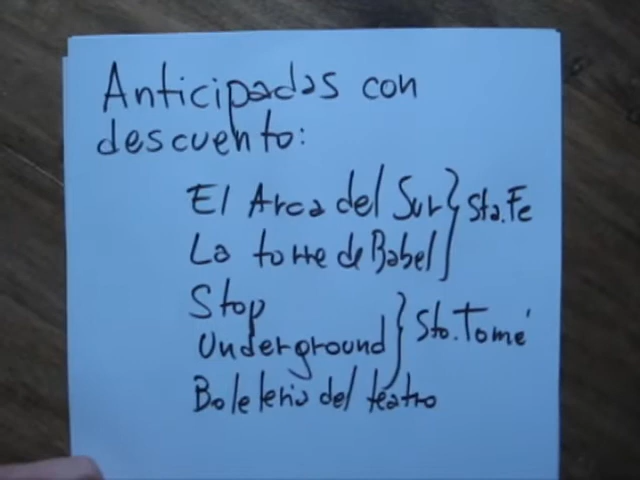 Anticipadas con
descuento:
El Arca del Sur } Sta. Fe
La torre de Babel
Stop
Underground } Sto. Tomé
Boleteria del teatro